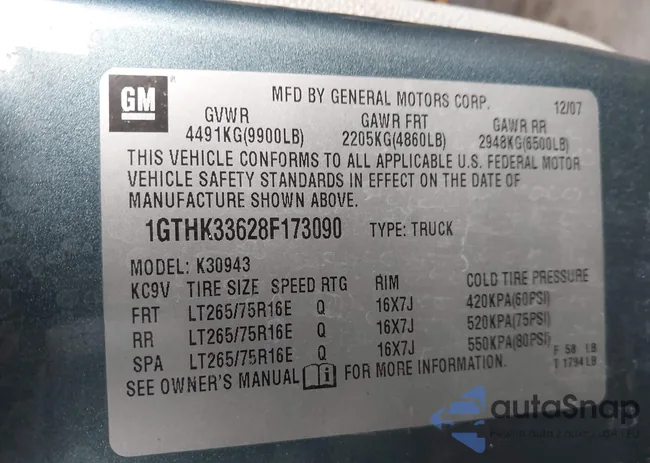 GM
MFD BY GENERAL MOTORS CORP. 12/07
GVWR GAWR FRT GAWR RR
4491KG(9900LB) 2205KG(4860LB) 2948KG(6500LB)
THIS VEHICLE CONFORMS TO ALL APPLICABLE U.S. FEDERAL MOTOR
VEHICLE SAFETY STANDARDS IN EFFECT ON THE DATE OF
MANUFACTURE SHOWN ABOVE.
1GTHK33628F173090 TYPE: TRUCK
MODEL: K30943
KC9V TIRE SIZE SPEED RTG RIM COLD TIRE PRESSURE
FRT LT265/75R16E Q 16X7J 420KPA(60PSI)
RR LT265/75R16E Q 16X7J 520KPA(75PSI)
SPA LT265/75R16E Q 16X7J 550KPA(80PSI)
F 58 LB
T 1794LB
SEE OWNER'S MANUAL FOR MORE INFORMATION.
autoSnap